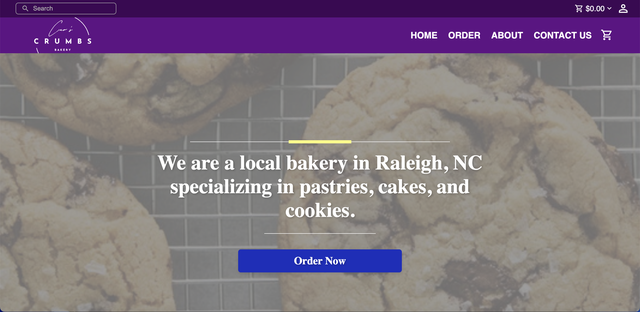 Search
$0.00
CRUMBS
BAKERY
HOME ORDER ABOUT CONTACT US
We are a local bakery in Raleigh, NC
specializing in pastries, cakes, and
cookies.
Order Now